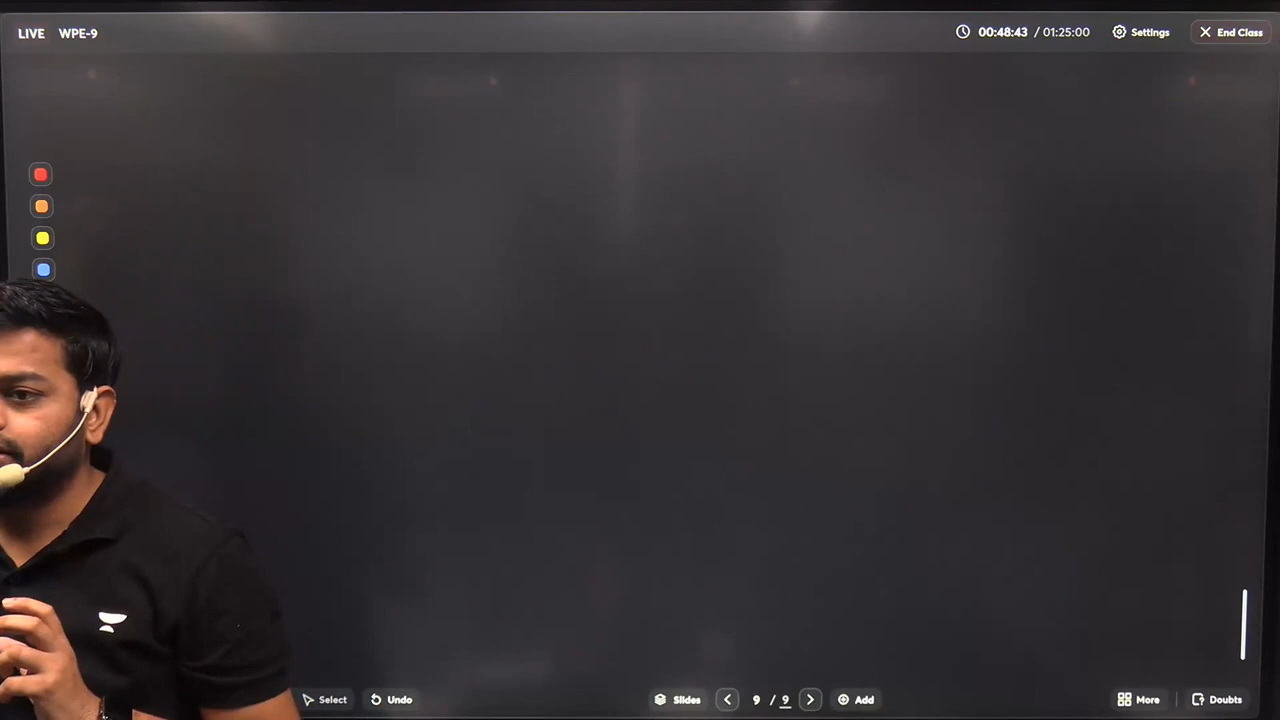 LIVE WPE-9 00:48:43 / 01:25:00 Settings End Class
Select Undo Slides 9 / 9 Add More Doubts